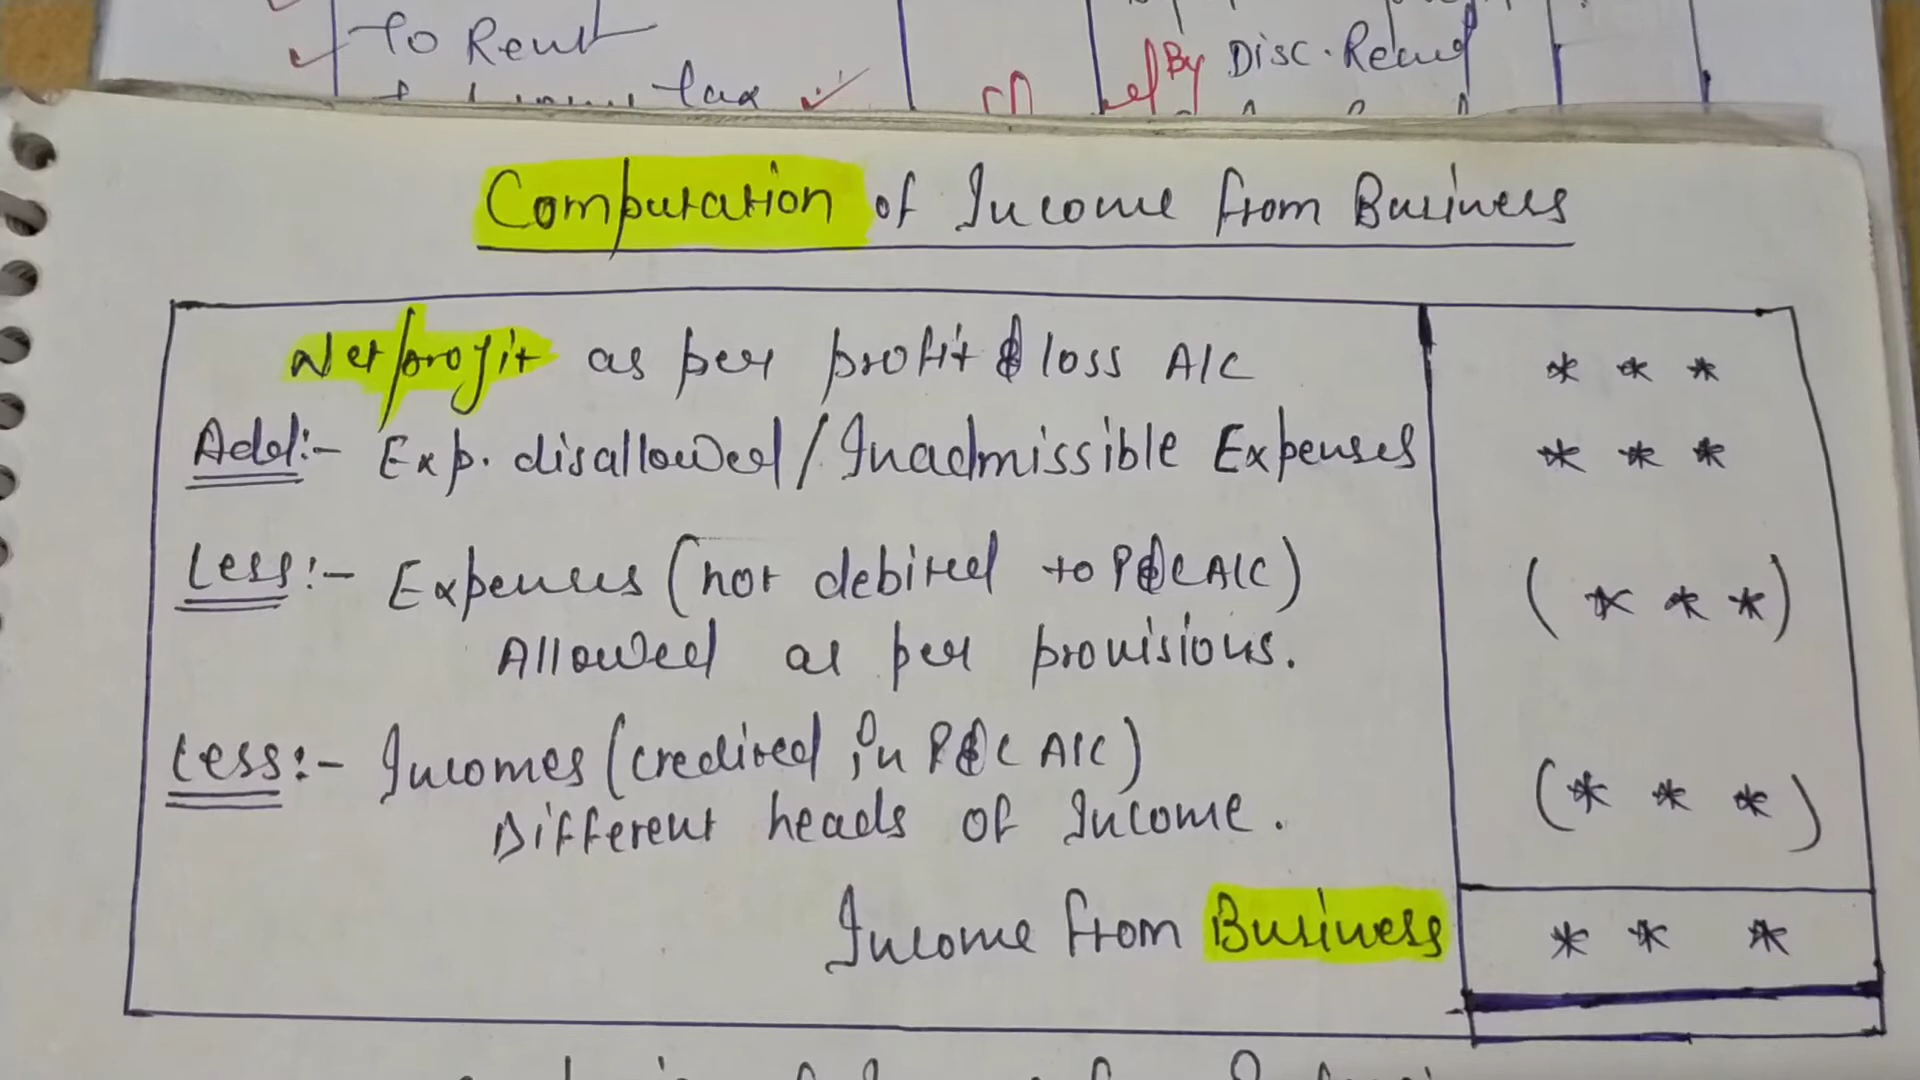 To Rent
tax
By Disc. Recd
Computation of Income from Business
Net profit as per profit & loss A/C * * *
Add:- Exp. disallowed/Inadmissible Expenses * * *
Less:- Expenses (not debited to P&L A/C) (* * *)
Allowed as per provisions.
Less:- Incomes (credited in P&L A/C)
Different heads of Income. (* * *)
Income from Business * * *